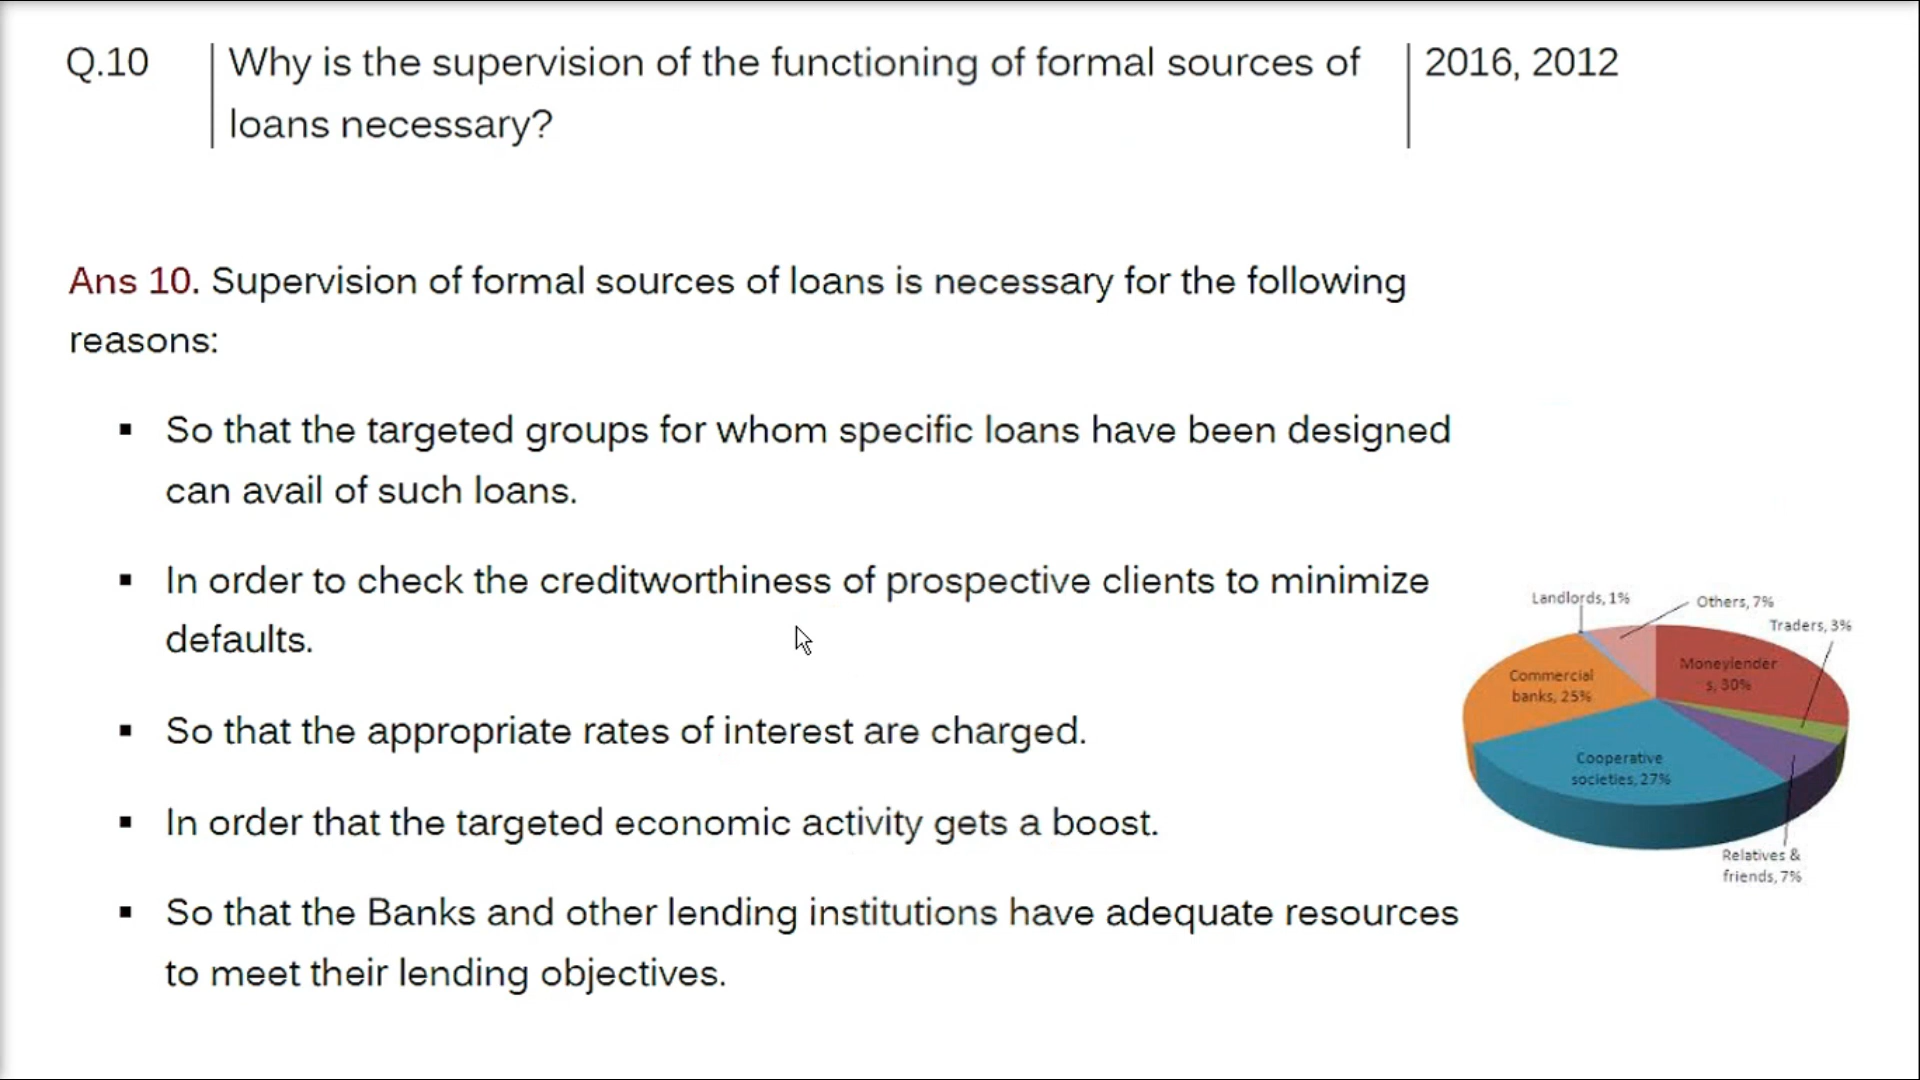 Q.10
Why is the supervision of the functioning of formal sources of
loans necessary?
2016, 2012
Ans 10. Supervision of formal sources of loans is necessary for the following
reasons:
▪ So that the targeted groups for whom specific loans have been designed
can avail of such loans.
▪ In order to check the creditworthiness of prospective clients to minimize
defaults.
▪ So that the appropriate rates of interest are charged.
▪ In order that the targeted economic activity gets a boost.
▪ So that the Banks and other lending institutions have adequate resources
to meet their lending objectives.
Landlords, 1%
Others, 7%
Traders, 3%
Moneylender
s, 30%
Commercial
banks, 25%
Cooperative
societies, 27%
Relatives &
friends, 7%